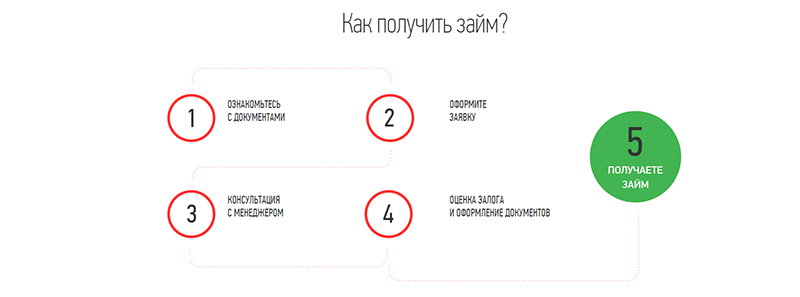 Как получить займ?
1
ОЗНАКОМЬТЕСЬ
С ДОКУМЕНТАМИ
2
ОФОРМИТЕ
ЗАЯВКУ
3
КОНСУЛЬТАЦИЯ
С МЕНЕДЖЕРОМ
4
ОЦЕНКА ЗАЛОГА
И ОФОРМЛЕНИЕ ДОКУМЕНТОВ
5
ПОЛУЧАЕТЕ
ЗАЙМ